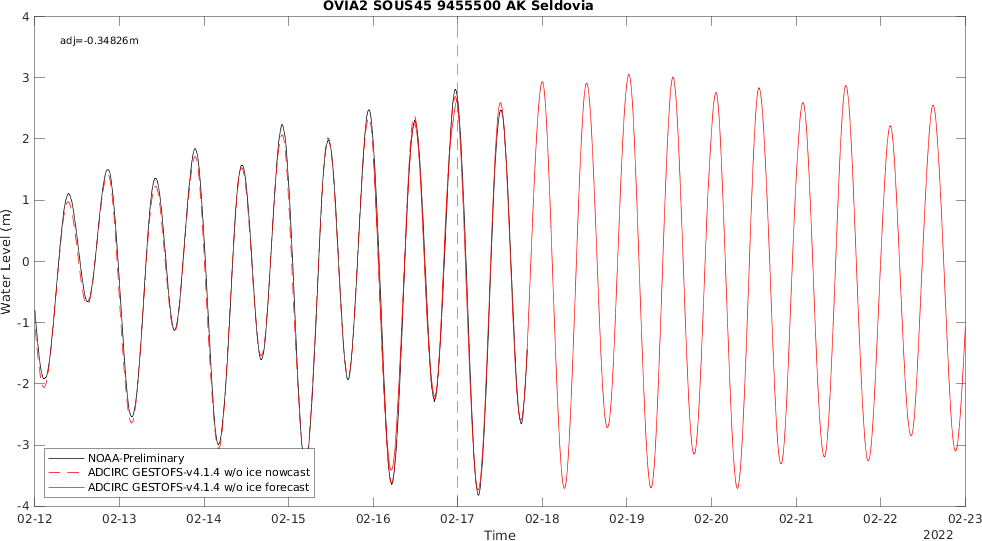 OVIA2 SOUS45 9455500 AK Seldovia
adj=-0.34826m
4
3
2
1
0
-1
-2
-3
-4
Water Level (m)
NOAA-Preliminary
ADCIRC GESTOFS-v4.1.4 w/o ice nowcast
ADCIRC GESTOFS-v4.1.4 w/o ice forecast
02-12 02-13 02-14 02-15 02-16 02-17 02-18 02-19 02-20 02-21 02-22 02-23
Time
2022